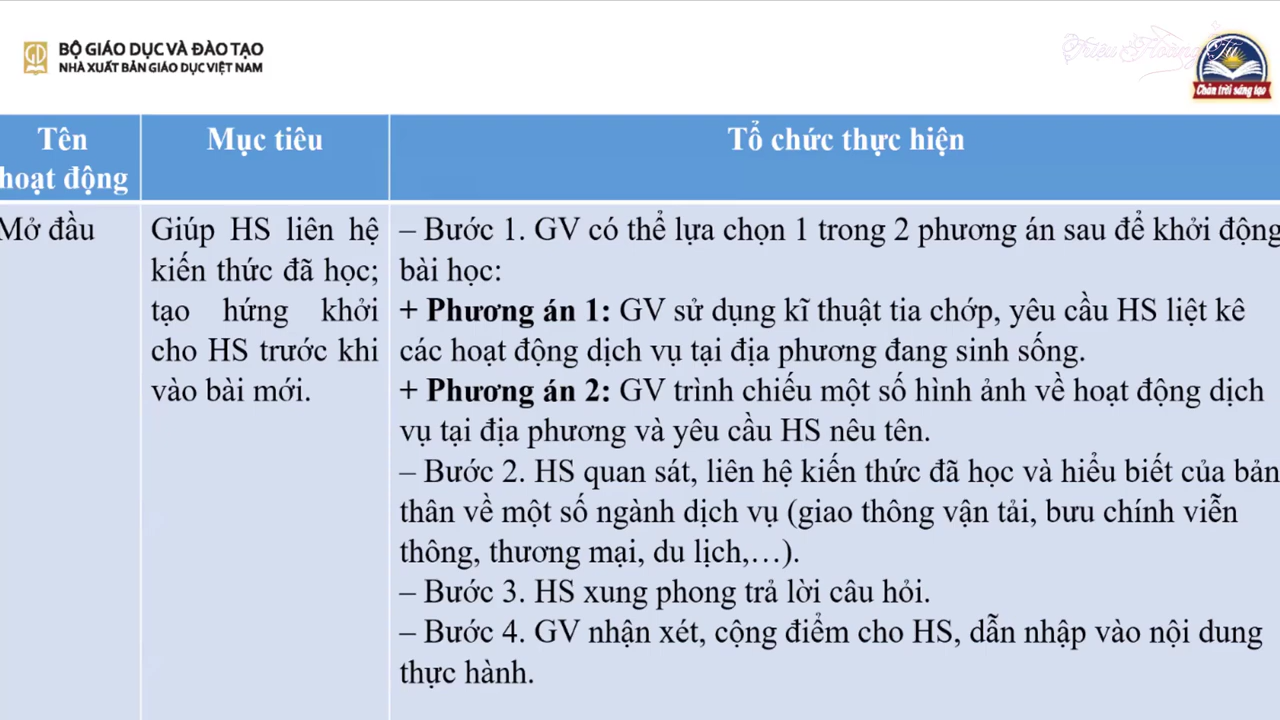 BỘ GIÁO DỤC VÀ ĐÀO TẠO
NHÀ XUẤT BẢN GIÁO DỤC VIỆT NAM
Triệu Hoàng Tú
Chân trời sáng tạo
Tên
hoạt động
Mục tiêu
Tổ chức thực hiện
Mở đầu
Giúp HS liên hệ
kiến thức đã học;
tạo hứng khởi
cho HS trước khi
vào bài mới.
– Bước 1. GV có thể lựa chọn 1 trong 2 phương án sau để khởi động
bài học:
+ Phương án 1: GV sử dụng kĩ thuật tia chớp, yêu cầu HS liệt kê
các hoạt động dịch vụ tại địa phương đang sinh sống.
+ Phương án 2: GV trình chiếu một số hình ảnh về hoạt động dịch
vụ tại địa phương và yêu cầu HS nêu tên.
– Bước 2. HS quan sát, liên hệ kiến thức đã học và hiểu biết của bản
thân về một số ngành dịch vụ (giao thông vận tải, bưu chính viễn
thông, thương mại, du lịch,…).
– Bước 3. HS xung phong trả lời câu hỏi.
– Bước 4. GV nhận xét, cộng điểm cho HS, dẫn nhập vào nội dung
thực hành.